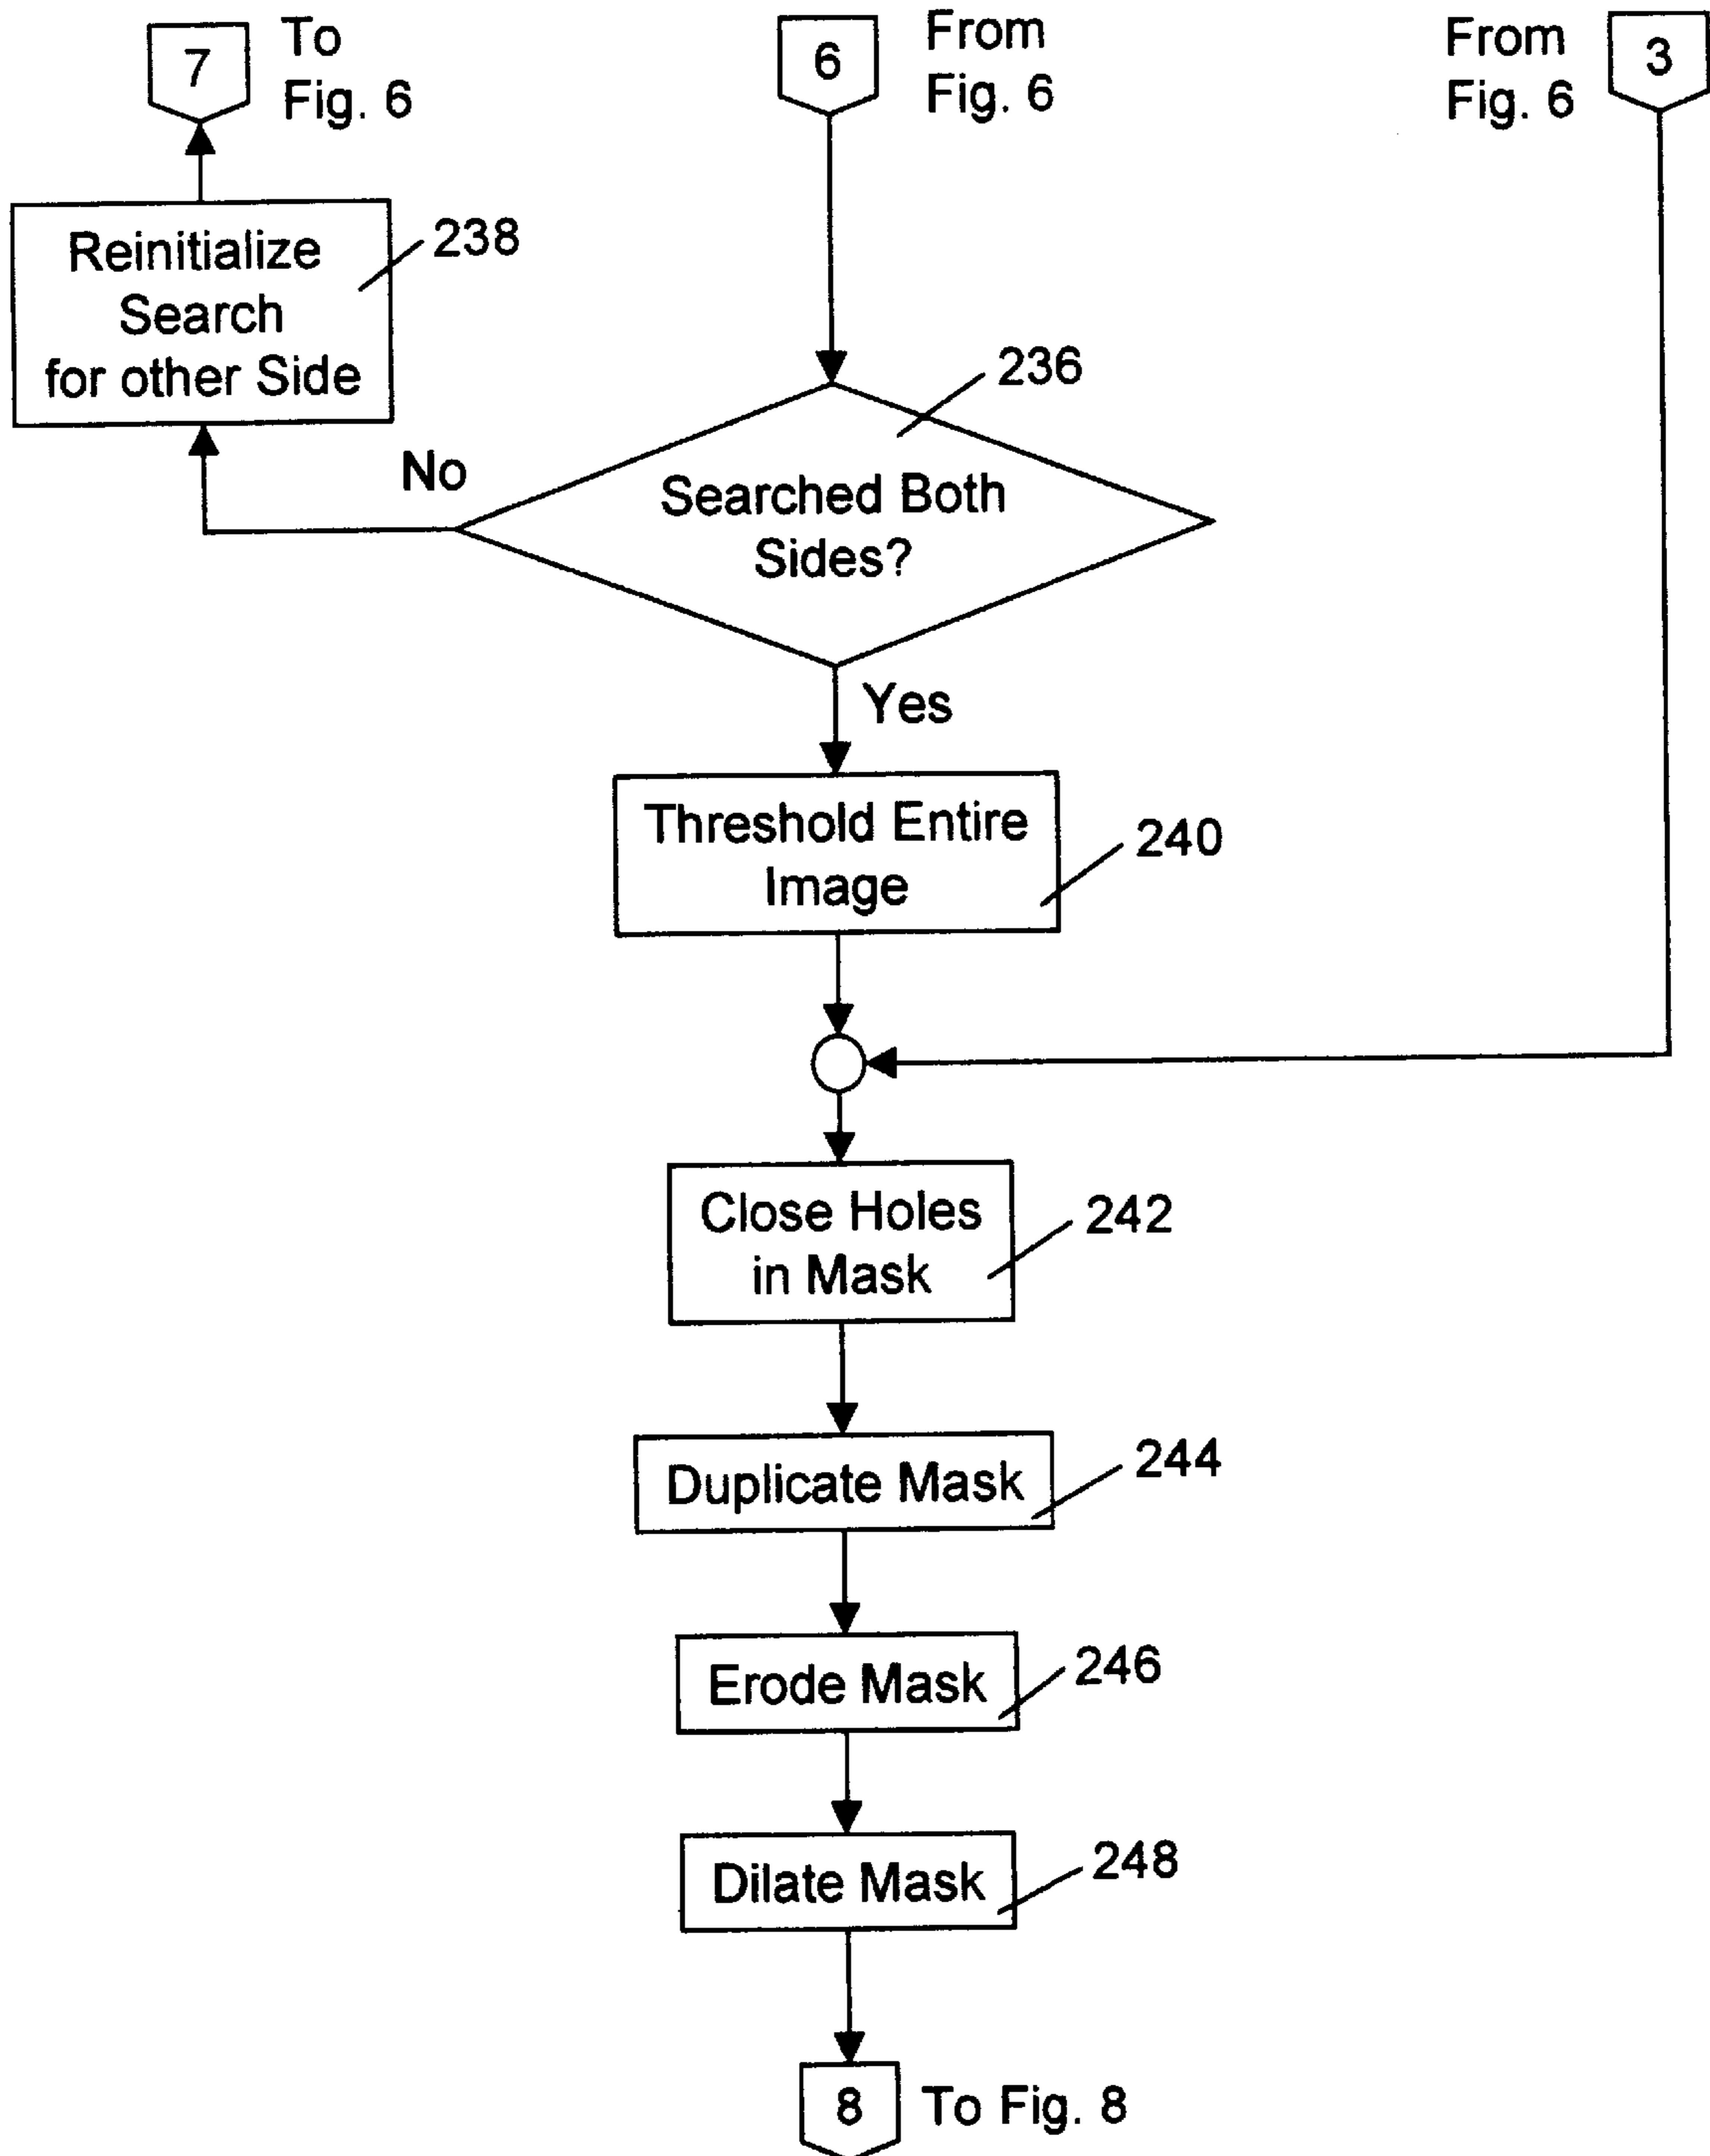 7
To
Fig. 6
6
From
Fig. 6
From
Fig. 6
3
Reinitialize
Search
for other Side
238
236
No
Searched Both
Sides?
Yes
Threshold Entire
Image
240
Close Holes
in Mask
242
Duplicate Mask
244
Erode Mask
246
Dilate Mask
248
8
To Fig. 8